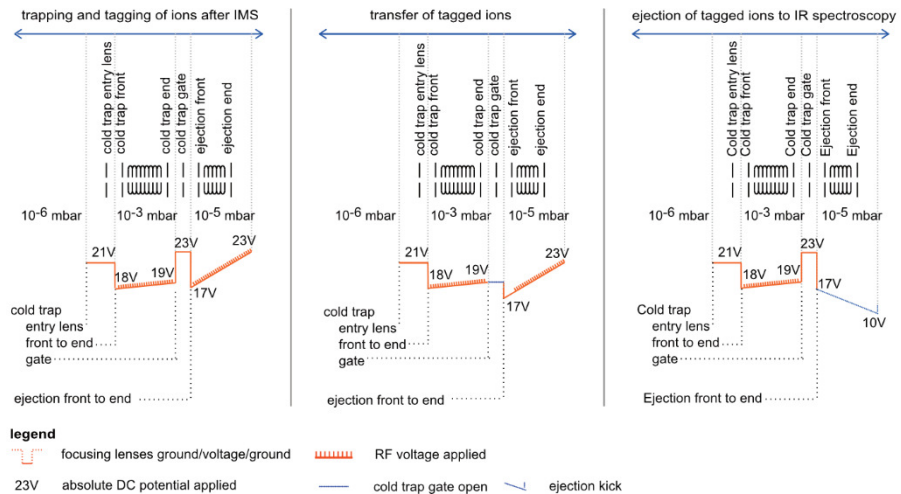 trapping and tagging of ions after IMS
cold trap entry lens
cold trap front
cold trap end
cold trap gate
ejection front
ejection end
10-6 mbar 10-3 mbar 10-5 mbar
21V
18V
19V
23V
17V
23V
cold trap
entry lens
front to end
gate
ejection front to end
transfer of tagged ions
cold trap entry lens
cold trap front
cold trap end
cold trap gate
ejection front
ejection end
10-6 mbar 10-3 mbar 10-5 mbar
21V
18V
19V
17V
23V
cold trap
entry lens
front to end
gate
ejection front to end
ejection of tagged ions to IR spectroscopy
Cold trap entry lens
Cold trap front
Cold trap end
Cold trap gate
Ejection front
Ejection end
10-6 mbar 10-3 mbar 10-5 mbar
21V
18V
19V
23V
17V
10V
Cold trap
entry lens
front to end
gate
Ejection front to end
legend
focusing lenses ground/voltage/ground
RF voltage applied
23V absolute DC potential applied
cold trap gate open
ejection kick